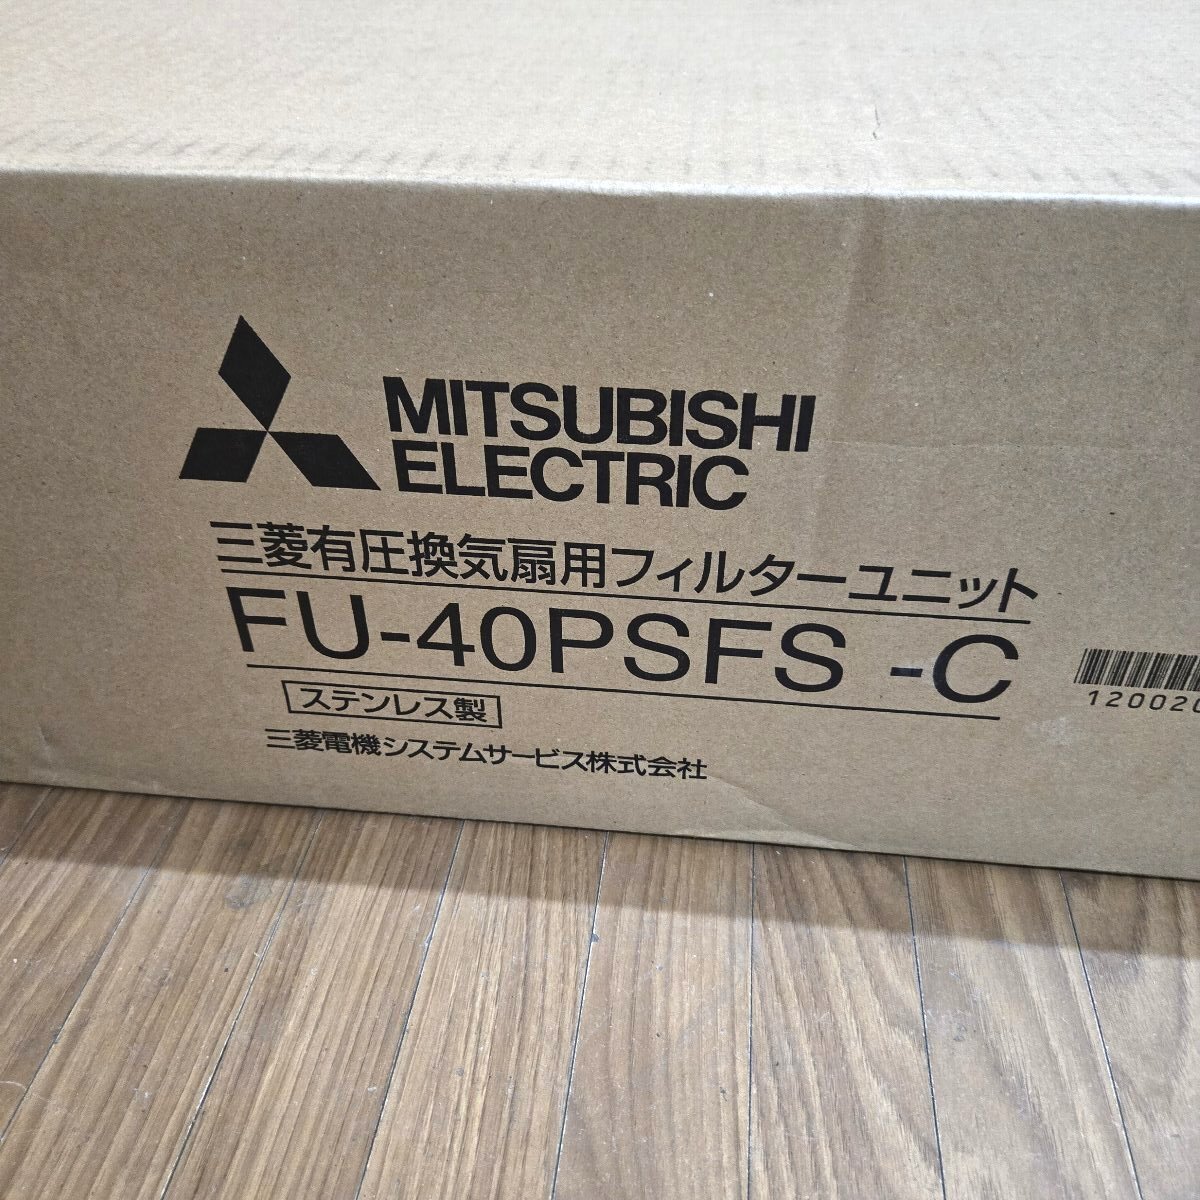 MITSUBISHI
ELECTRIC
三菱有圧換気扇用フィルターユニット
FU-40PSFS -C
ステンレス製
三菱電機システムサービス株式会社
120020